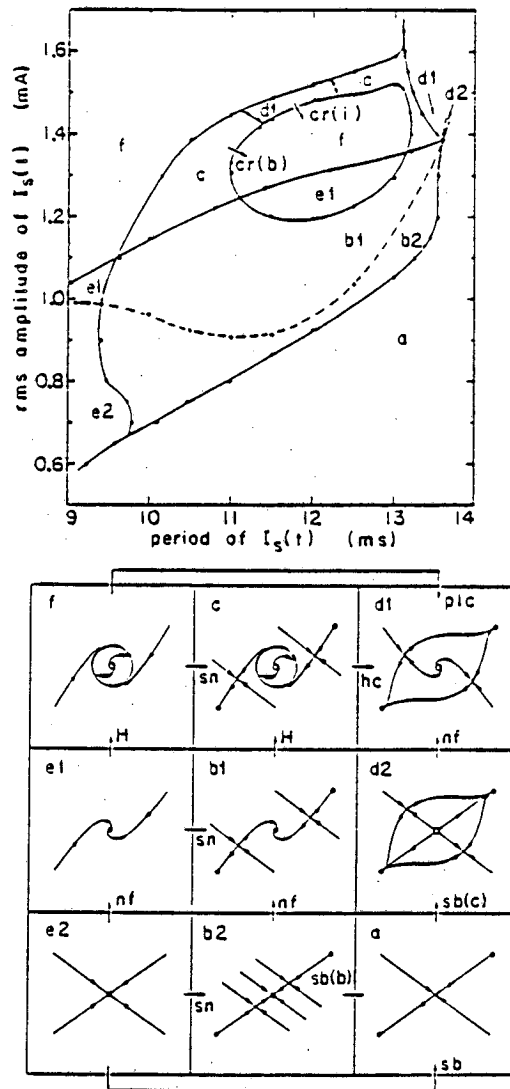 rms amplitude of I_s(t) (mA)
1.6
1.4
1.2
1.0
0.8
0.6
f
d1
c
d1
d2
cr(i)
f
cr(b)
c
e1
b1
b2
e1
a
e2
9 10 11 12 13 14
period of I_s(t) (ms)
f c d1 plc
sn hc
H H nf
e1 b1 d2
sn
nf nf sb(c)
e2 b2 a
sb(b)
sn
sb